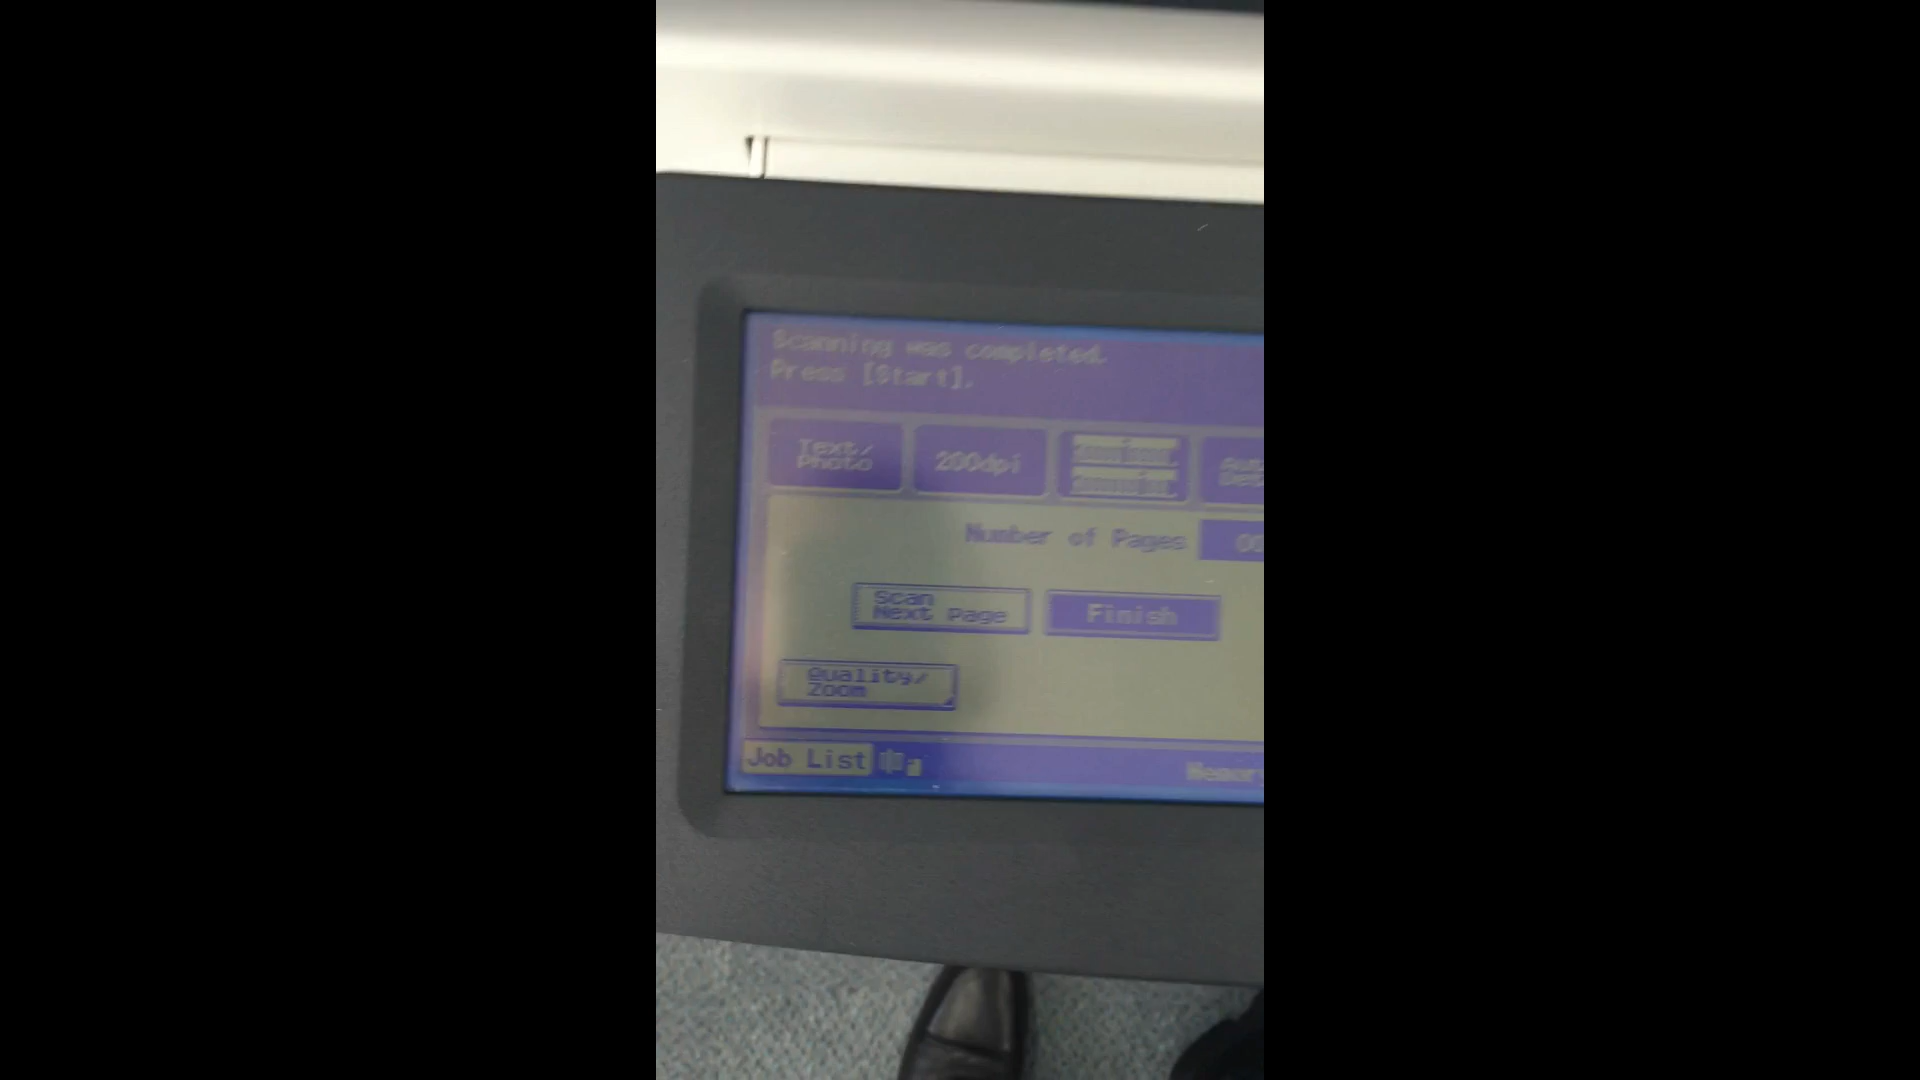 Scanning was completed.
Press [Start].
Text/
Photo
200dpi
Number of Pages
Scan
Next Page
Finish
Quality/
Zoom
Job List